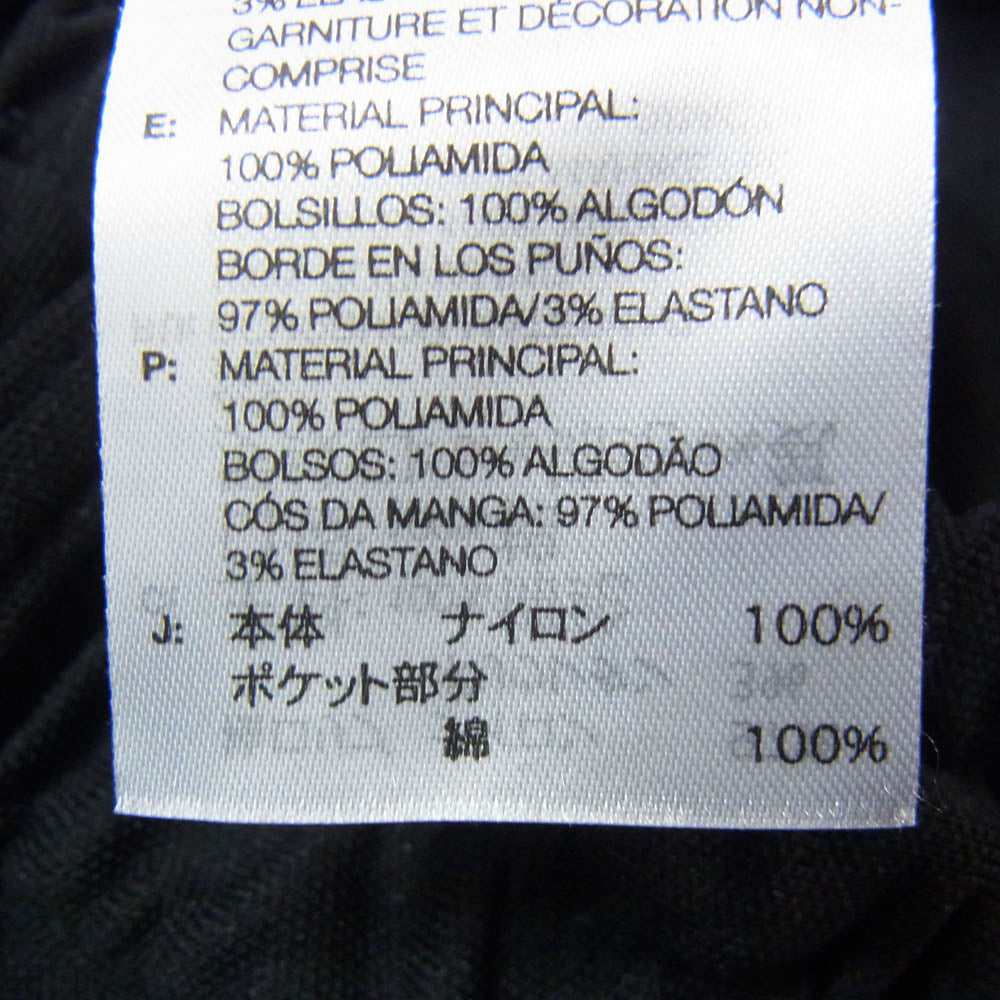 GARNITURE ET DÉCORATION NON-
COMPRISE
E: MATERIAL PRINCIPAL:
100% POLIAMIDA
BOLSILLOS: 100% ALGODÓN
BORDE EN LOS PUÑOS:
97% POLIAMIDA/3% ELASTANO
P: MATERIAL PRINCIPAL:
100% POLIAMIDA
BOLSOS: 100% ALGODÃO
CÓS DA MANGA: 97% POLIAMIDA/
3% ELASTANO
J: 本体 ナイロン 100%
ポケット部分
綿 100%